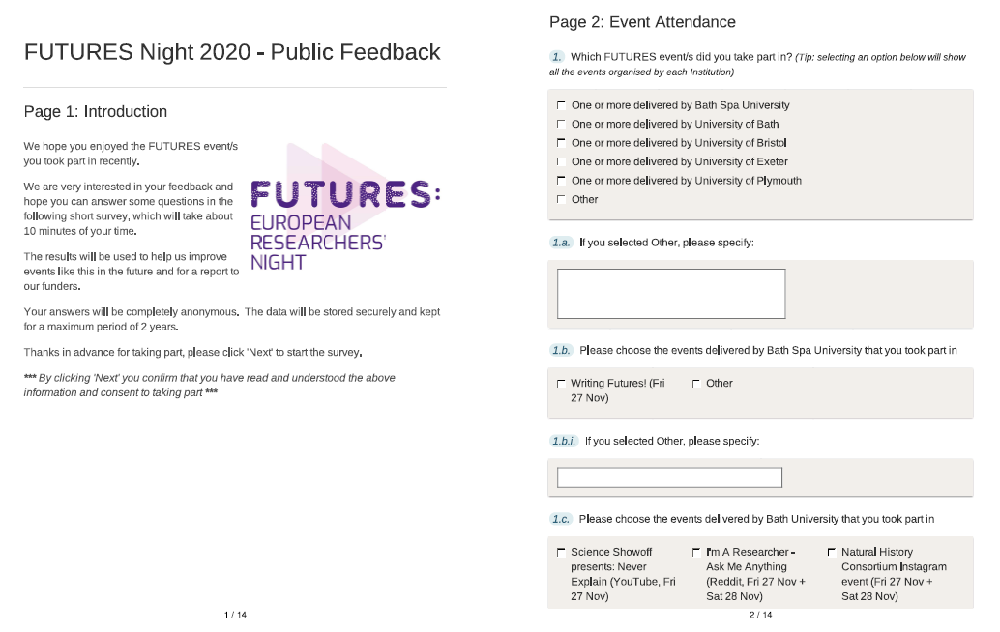 FUTURES Night 2020 - Public Feedback
Page 1: Introduction
We hope you enjoyed the FUTURES event/s
you took part in recently.
We are very interested in your feedback and
hope you can answer some questions in the
following short survey, which will take about
10 minutes of your time.
The results will be used to help us improve
events like this in the future and for a report to
our funders.
FUTURES:
EUROPEAN
RESEARCHERS'
NIGHT
Your answers will be completely anonymous.  The data will be stored securely and kept
for a maximum period of 2 years.
Thanks in advance for taking part, please click 'Next' to start the survey.
*** By clicking 'Next' you confirm that you have read and understood the above
information and consent to taking part ***
1 / 14
Page 2: Event Attendance
1. Which FUTURES event/s did you take part in? (Tip: selecting an option below will show
all the events organised by each Institution)
One or more delivered by Bath Spa University
One or more delivered by University of Bath
One or more delivered by University of Bristol
One or more delivered by University of Exeter
One or more delivered by University of Plymouth
Other
1.a. If you selected Other, please specify:
1.b. Please choose the events delivered by Bath Spa University that you took part in
Writing Futures! (Fri
27 Nov)
Other
1.b.i. If you selected Other, please specify:
1.c. Please choose the events delivered by Bath University that you took part in
Science Showoff
presents: Never
Explain (YouTube, Fri
27 Nov)
I'm A Researcher -
Ask Me Anything
(Reddit, Fri 27 Nov +
Sat 28 Nov)
Natural History
Consortium Instagram
event (Fri 27 Nov +
Sat 28 Nov)
2 / 14